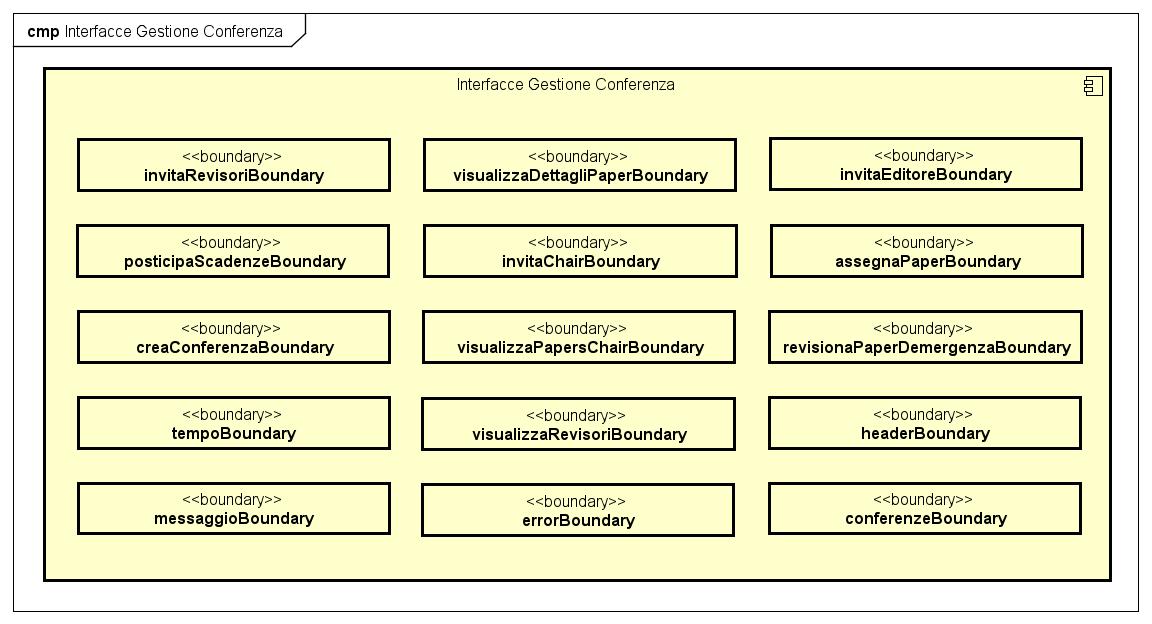 cmp Interfacce Gestione Conferenza
Interfacce Gestione Conferenza
<<boundary>>
invitaRevisoriBoundary
<<boundary>>
visualizzaDettagliPaperBoundary
<<boundary>>
invitaEditoreBoundary
<<boundary>>
posticipaScadenzeBoundary
<<boundary>>
invitaChairBoundary
<<boundary>>
assegnaPaperBoundary
<<boundary>>
creaConferenzaBoundary
<<boundary>>
visualizzaPapersChairBoundary
<<boundary>>
revisionaPaperDemergenzaBoundary
<<boundary>>
tempoBoundary
<<boundary>>
visualizzaRevisoriBoundary
<<boundary>>
headerBoundary
<<boundary>>
messaggioBoundary
<<boundary>>
errorBoundary
<<boundary>>
conferenzeBoundary